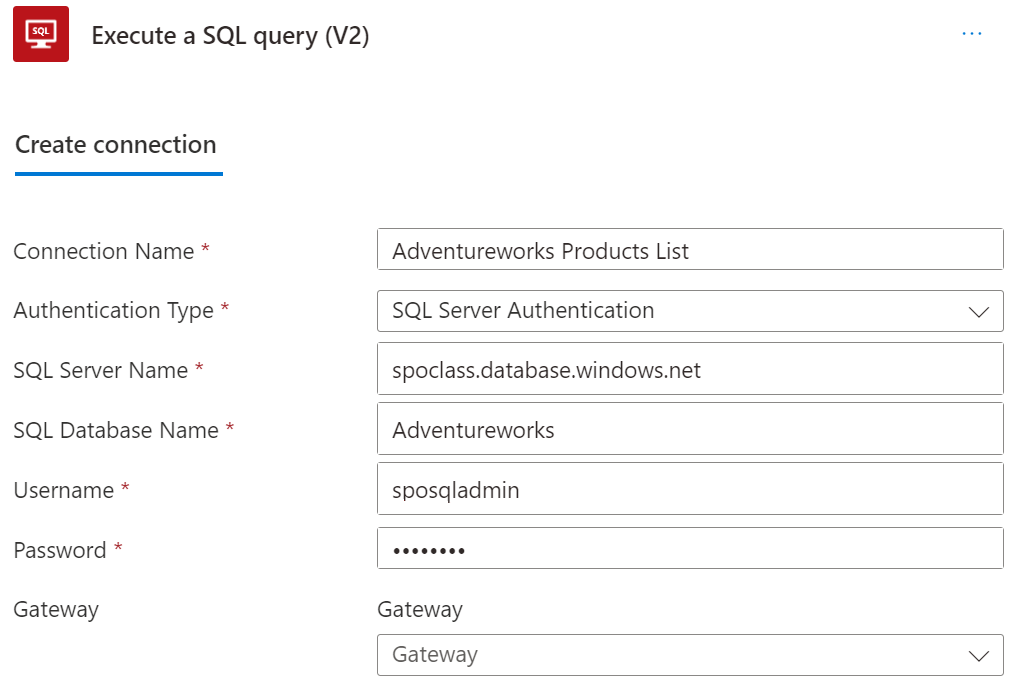 SQL
Execute a SQL query (V2)
...
Create connection
Connection Name * Adventureworks Products List
Authentication Type * SQL Server Authentication
SQL Server Name * spoclass.database.windows.net
SQL Database Name * Adventureworks
Username * sposqladmin
Password * ••••••••
Gateway Gateway
Gateway